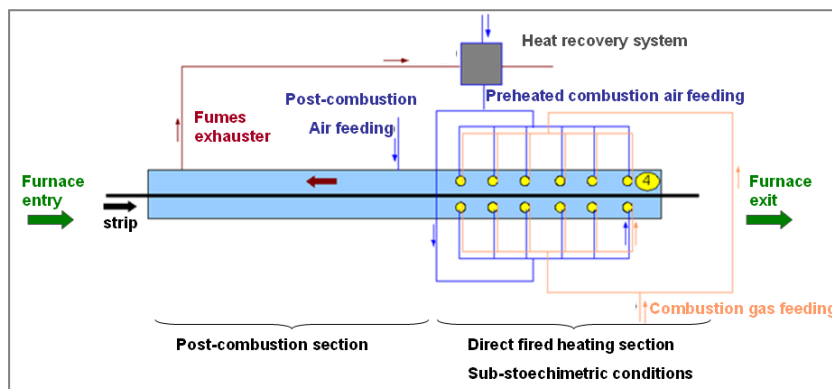 Heat recovery system
Post-combustion
Air feeding
Preheated combustion air feeding
Fumes
exhauster
Furnace
entry
strip
4
Furnace
exit
Combustion gas feeding
Post-combustion section
Direct fired heating section
Sub-stoechimetric conditions